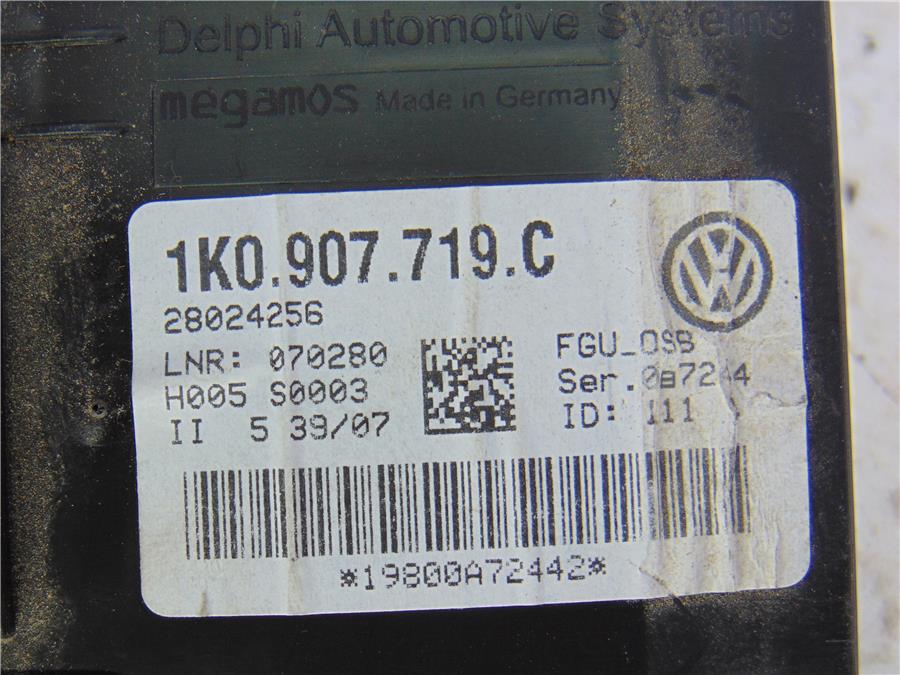 Delphi Automotive Systems
megamos Made in Germany
1K0.907.719.C
28024256
LNR: 070280
H005 S0003
II 5 39/07
FGU_OSB
Ser.
ID: 111
*19800A72442*